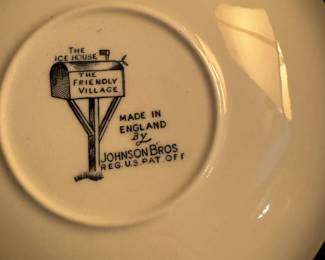 THE
ICE HOUSE
THE
FRIENDLY
VILLAGE
MADE IN
ENGLAND
By
JOHNSON BROS
REG. U.S. PAT. OFF